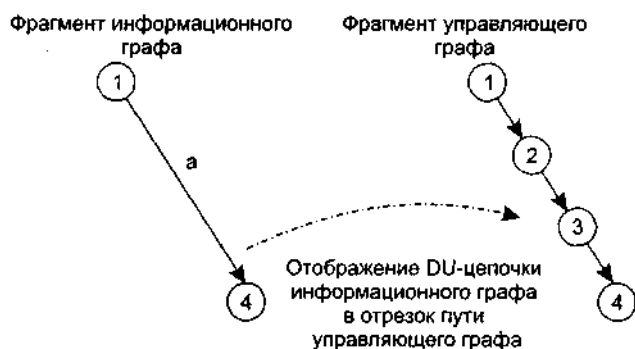 Фрагмент информационного
графа
Фрагмент управляющего
графа
1
1
a
2
3
4
Отображение DU-цепочки
информационного графа
в отрезок пути
управляющего графа
4